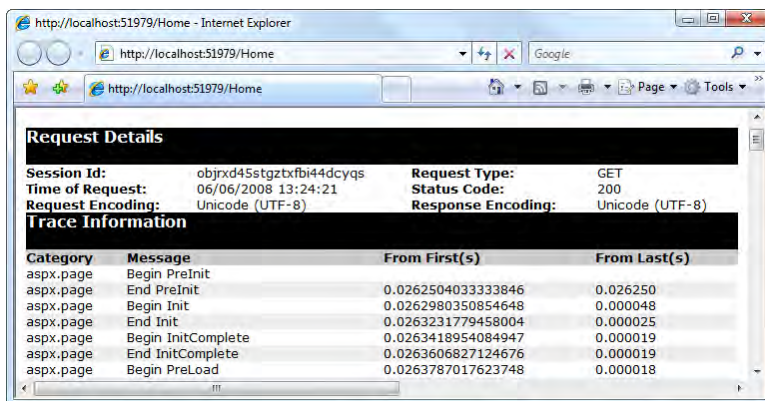 http://localhost:51979/Home - Internet Explorer
http://localhost:51979/Home
Google
http://localhost:51979/Home
Page
Tools
Request Details
Session Id: objrxd45stgztxfbi44dcyqs Request Type: GET
Time of Request: 06/06/2008 13:24:21 Status Code: 200
Request Encoding: Unicode (UTF-8) Response Encoding: Unicode (UTF-8)
Trace Information
Category Message From First(s) From Last(s)
aspx.page Begin PreInit
aspx.page End PreInit 0.0262504033333846 0.026250
aspx.page Begin Init 0.0262980350854648 0.000048
aspx.page End Init 0.0263231779458004 0.000025
aspx.page Begin InitComplete 0.0263418954084947 0.000019
aspx.page End InitComplete 0.0263606827124676 0.000019
aspx.page Begin PreLoad 0.0263787017623748 0.000018